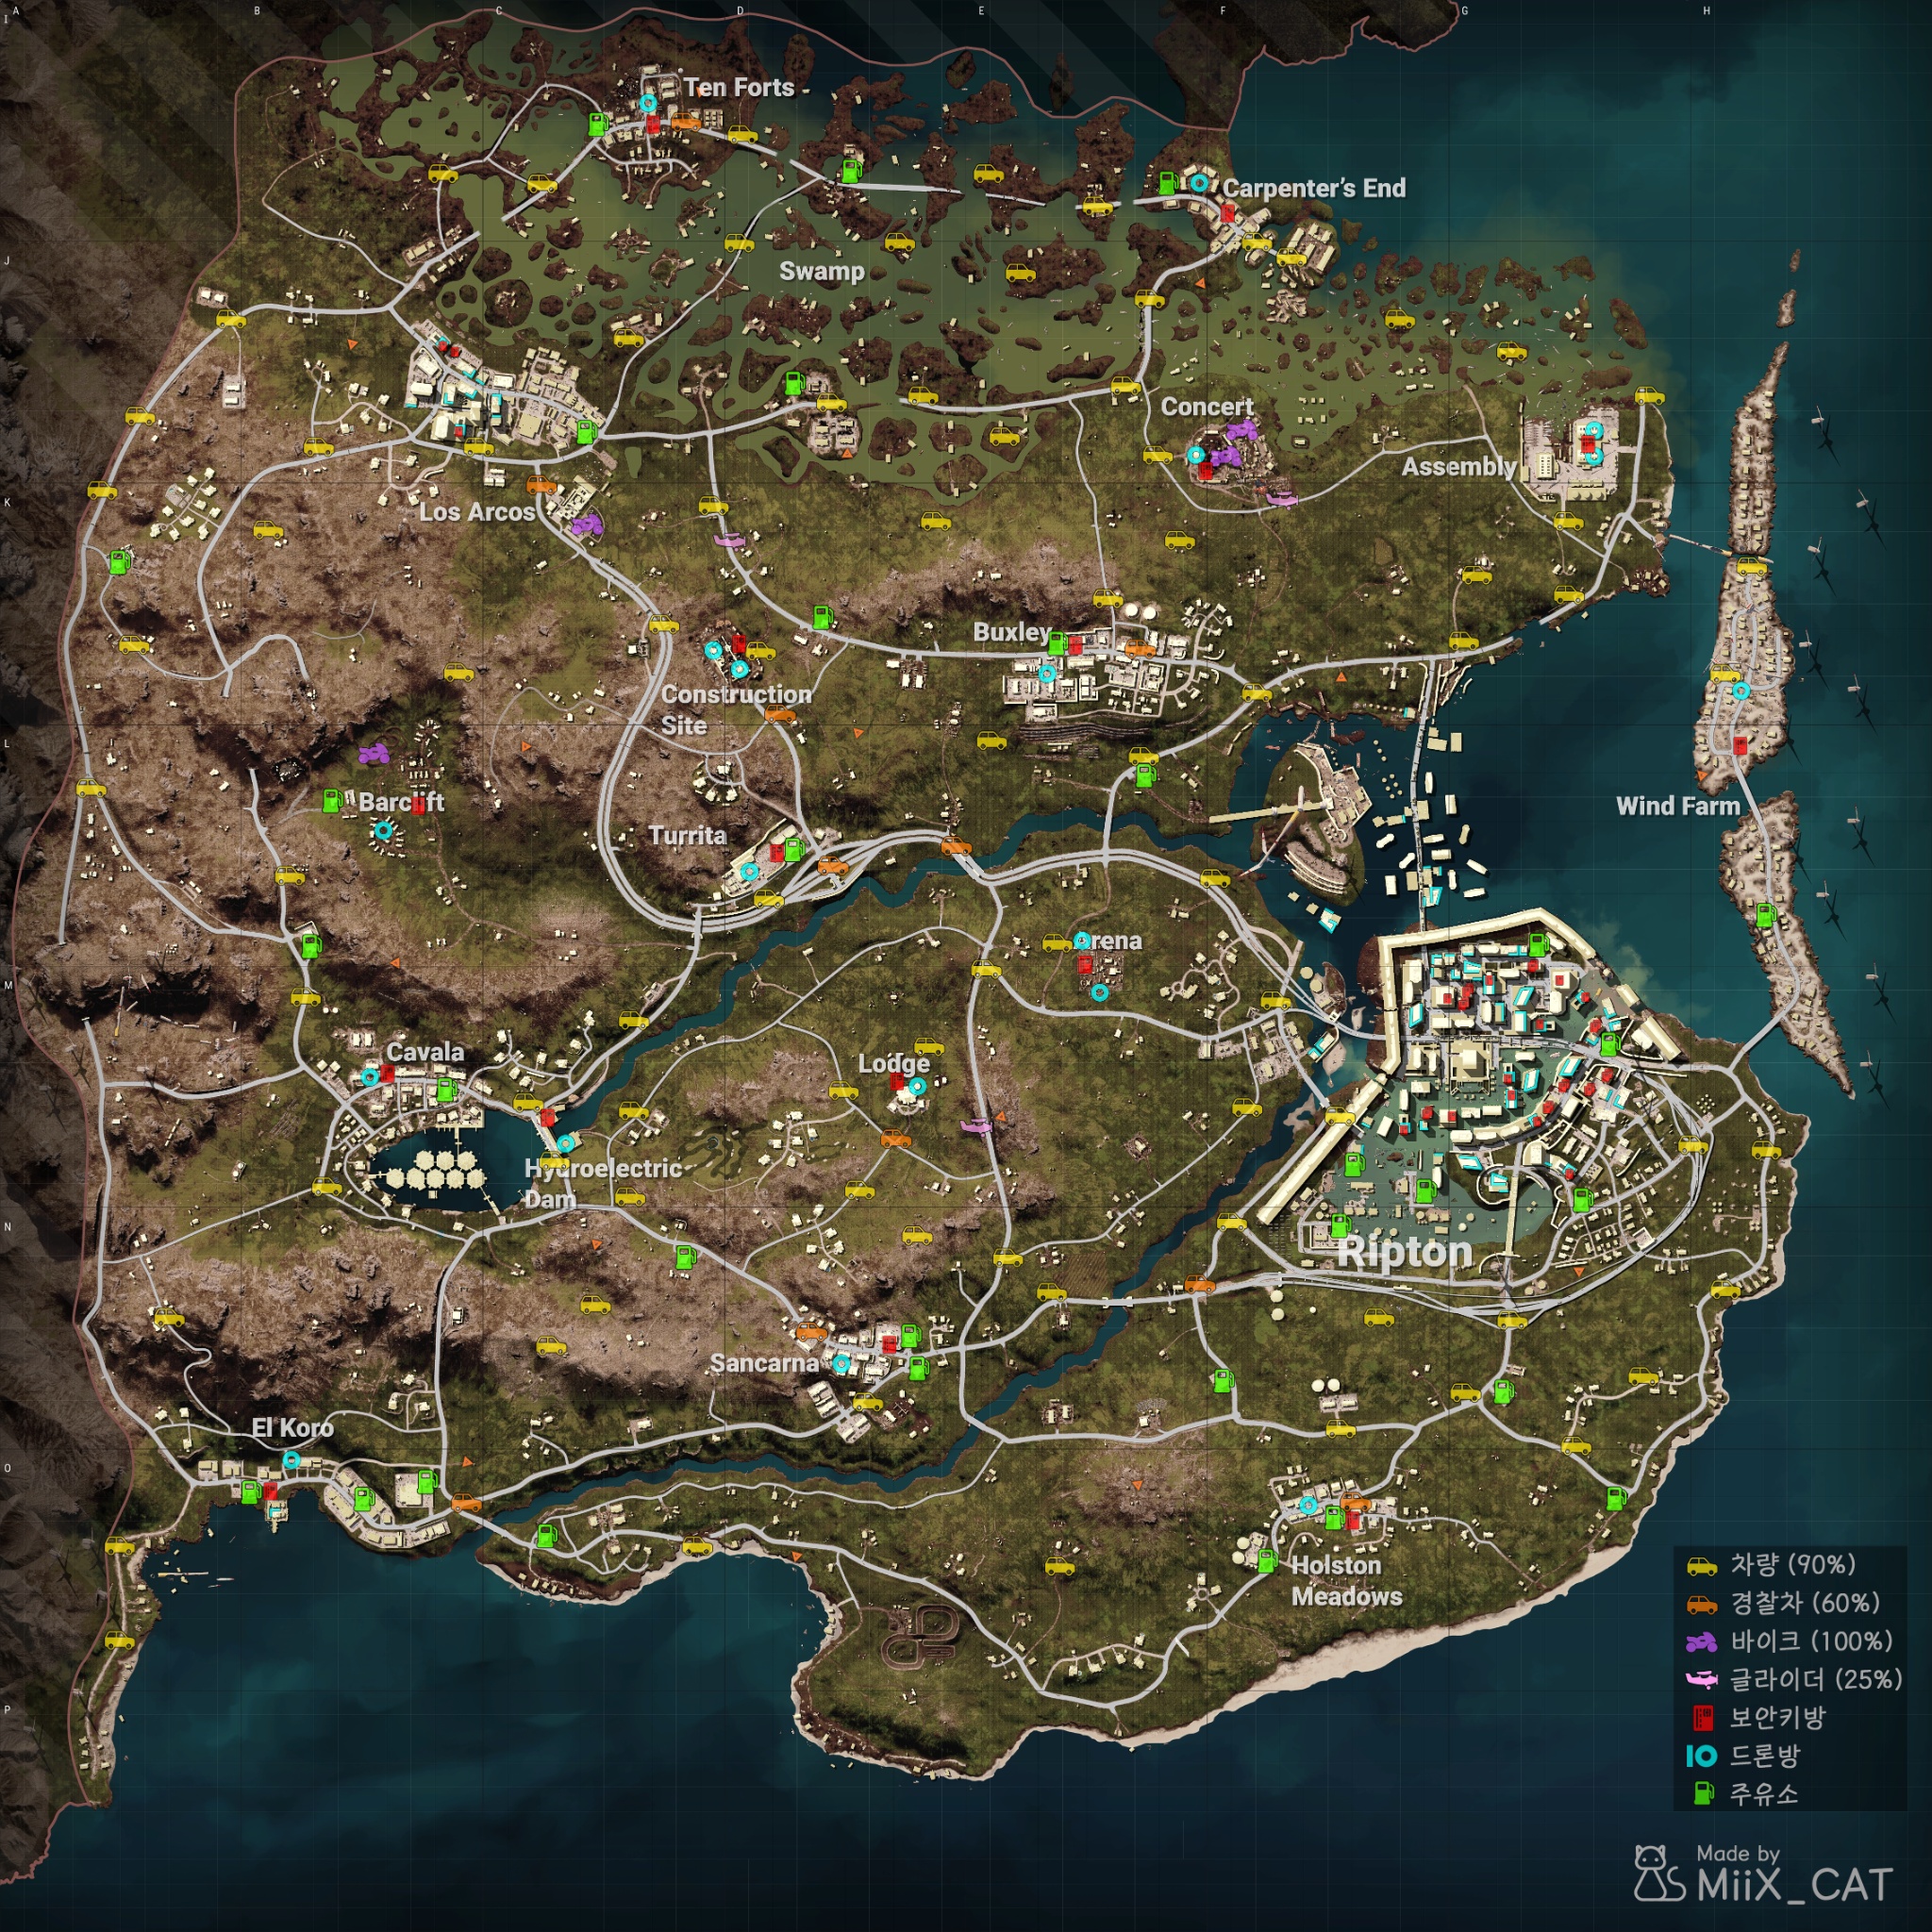 A B C D E F G H
I
Ten Forts
Carpenter's End
J
Swamp
Concert
Assembly
K
Los Arcos
Buxley
Construction
Site
L
Barclift
Wind Farm
Turrita
Arena
M
Cavala
Lodge
Hydroelectric
Dam
N
Ripton
Sancarna
El Koro
O
Holston
Meadows
P
차량 (90%)
경찰차 (60%)
바이크 (100%)
글라이더 (25%)
보안키방
드론방
주유소
Made by
MiiX_CAT